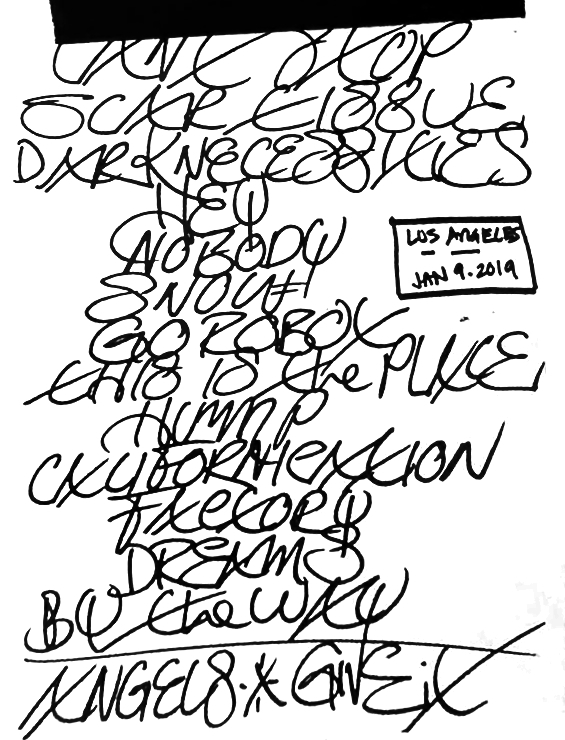 CAN'T STOP
SCAR TISSUE
DARK NECESSITIES
HEY
NOBODY
LOS ANGELES
JAN 9. 2019
SNOW
GO ROBOT
THIS IS the PLACE
HUMP
CALIFORNICATION
FACTORY
DREAMS
BY the WAY
ANGELS · * GIVE iT